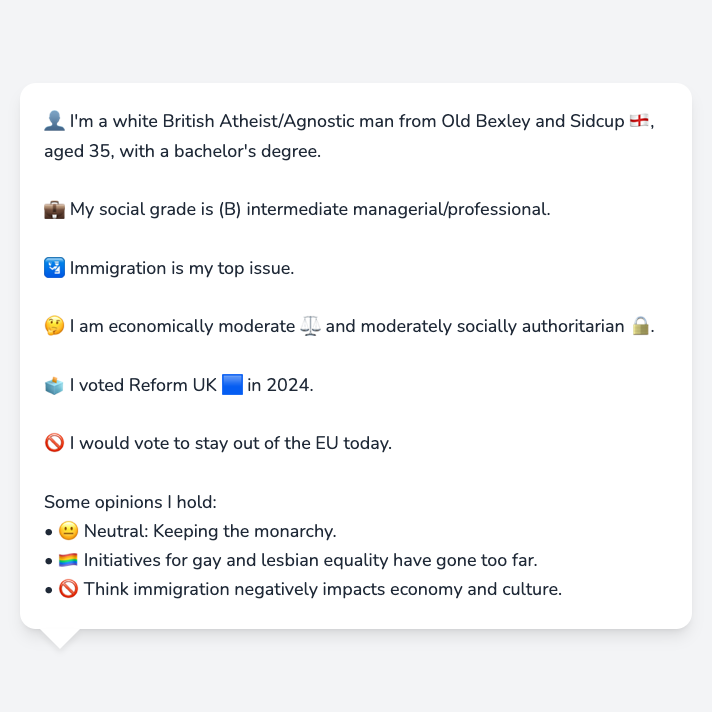 👤 I'm a white British Atheist/Agnostic man from Old Bexley and Sidcup 🏴󠁧󠁢󠁥󠁮󠁧󠁿,
aged 35, with a bachelor's degree.
💼 My social grade is (B) intermediate managerial/professional.
🛂 Immigration is my top issue.
🤔 I am economically moderate ⚖️ and moderately socially authoritarian 🔒.
🗳️ I voted Reform UK 🟦 in 2024.
🚫 I would vote to stay out of the EU today.
Some opinions I hold:
• 😐 Neutral: Keeping the monarchy.
• 🏳️‍🌈 Initiatives for gay and lesbian equality have gone too far.
• 🚫 Think immigration negatively impacts economy and culture.